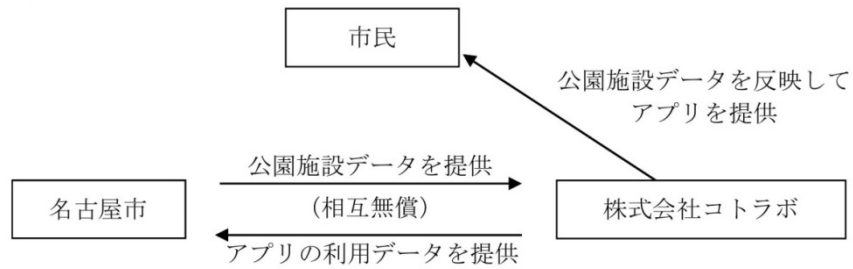 市民
公園施設データを反映して
アプリを提供
公園施設データを提供
名古屋市
(相互無償)
株式会社コトラボ
アプリの利用データを提供